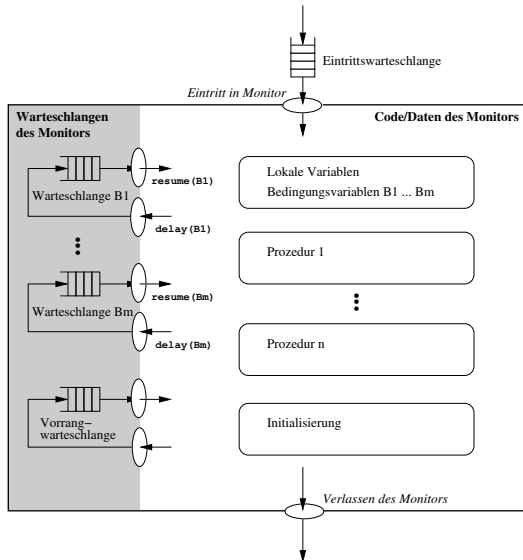 Eintrittswarteschlange
Eintritt in Monitor
Warteschlangen
des Monitors
Code/Daten des Monitors
Warteschlange B1
resume(B1)
delay(B1)
Lokale Variablen
Bedingungsvariablen B1 ... Bm
Prozedur 1
Warteschlange Bm
resume(Bm)
delay(Bm)
Prozedur n
Vorrang-
warteschlange
Initialisierung
Verlassen des Monitors